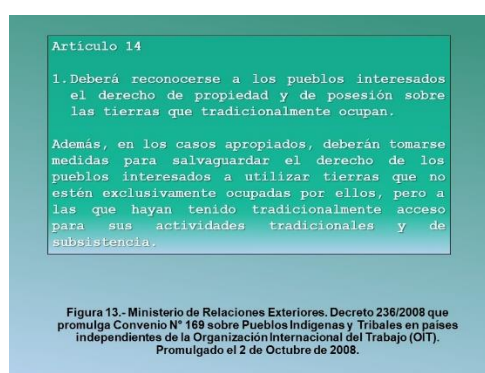 Artículo 14
1. Deberá reconocerse a los pueblos interesados
el derecho de propiedad y de posesión sobre
las tierras que tradicionalmente ocupan.
Además, en los casos apropiados, deberán tomarse
medidas para salvaguardar el derecho de los
pueblos interesados a utilizar tierras que no
estén exclusivamente ocupadas por ellos, pero a
las que hayan tenido tradicionalmente acceso
para sus actividades tradicionales y de
subsistencia.
Figura 13.- Ministerio de Relaciones Exteriores. Decreto 236/2008 que
promulga Convenio N° 169 sobre Pueblos Indígenas y Tribales en países
independientes de la Organización Internacional del Trabajo (OIT).
Promulgado el 2 de Octubre de 2008.